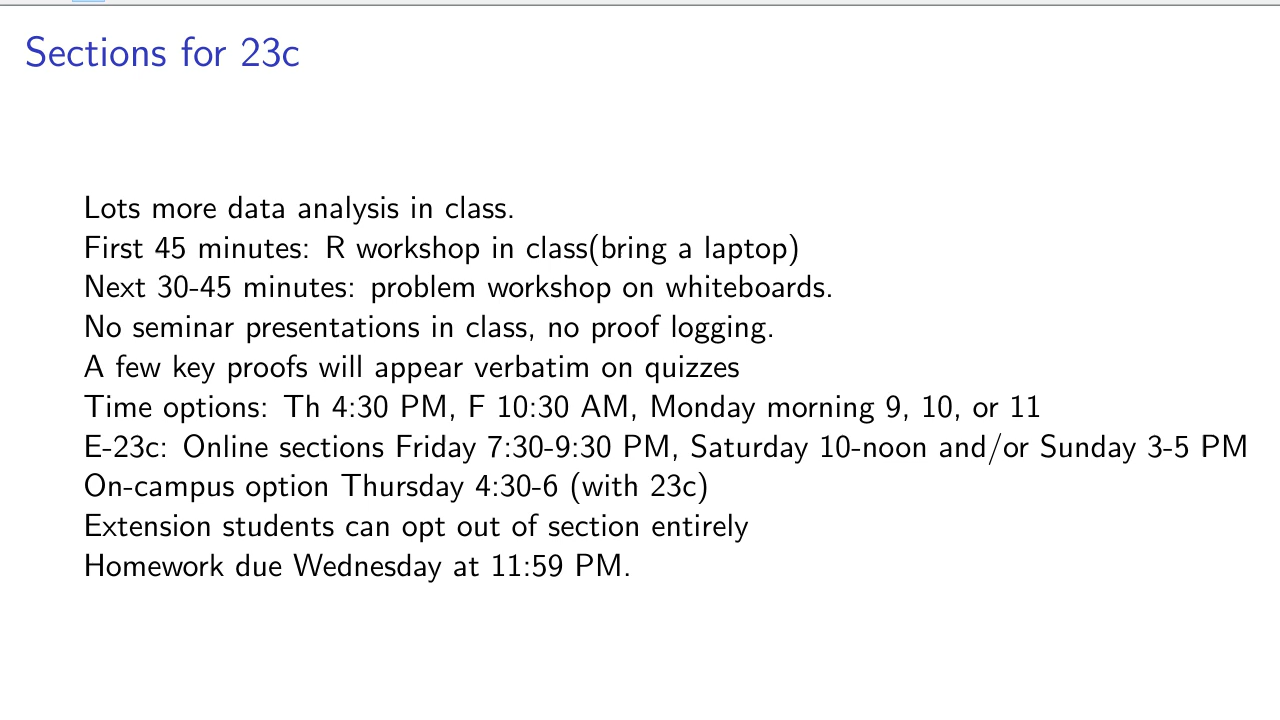 Sections for 23c
Lots more data analysis in class.
First 45 minutes: R workshop in class(bring a laptop)
Next 30-45 minutes: problem workshop on whiteboards.
No seminar presentations in class, no proof logging.
A few key proofs will appear verbatim on quizzes
Time options: Th 4:30 PM, F 10:30 AM, Monday morning 9, 10, or 11
E-23c: Online sections Friday 7:30-9:30 PM, Saturday 10-noon and/or Sunday 3-5 PM
On-campus option Thursday 4:30-6 (with 23c)
Extension students can opt out of section entirely
Homework due Wednesday at 11:59 PM.